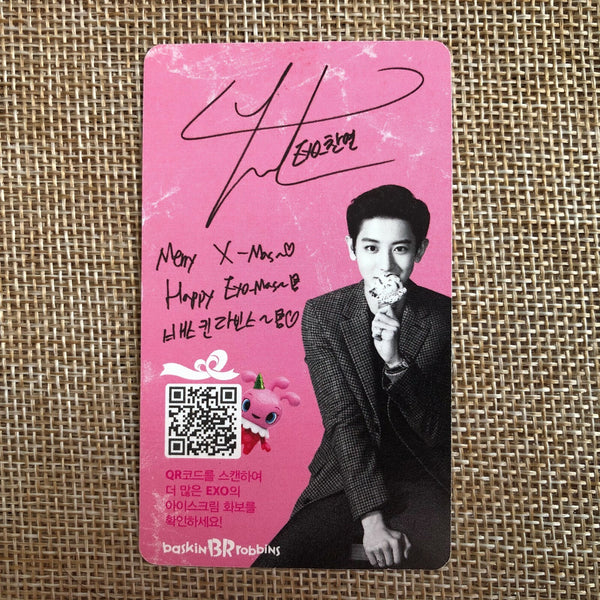 EXO찬열
Merry X-Mas~♡
Happy EXO-Mas~
배스킨라빈스~♡
QR코드를 스캔하여
더 많은 EXO의
아이스크림 화보를
확인하세요!
baskin BR robbins